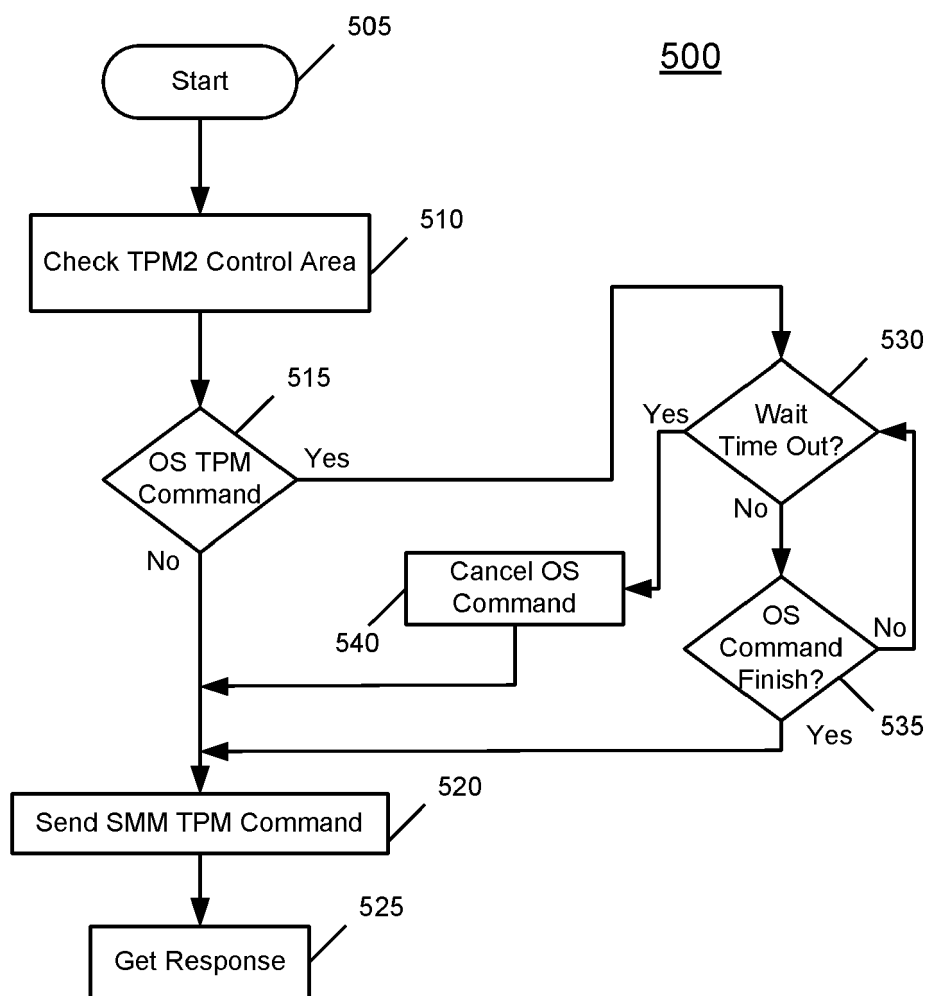 505
500
Start
510
Check TPM2 Control Area
530
515
Yes
Wait
Time Out?
OS TPM
Command
Yes
No
No
Cancel OS
Command
540
OS
Command
Finish?
No
535
Yes
520
Send SMM TPM Command
525
Get Response